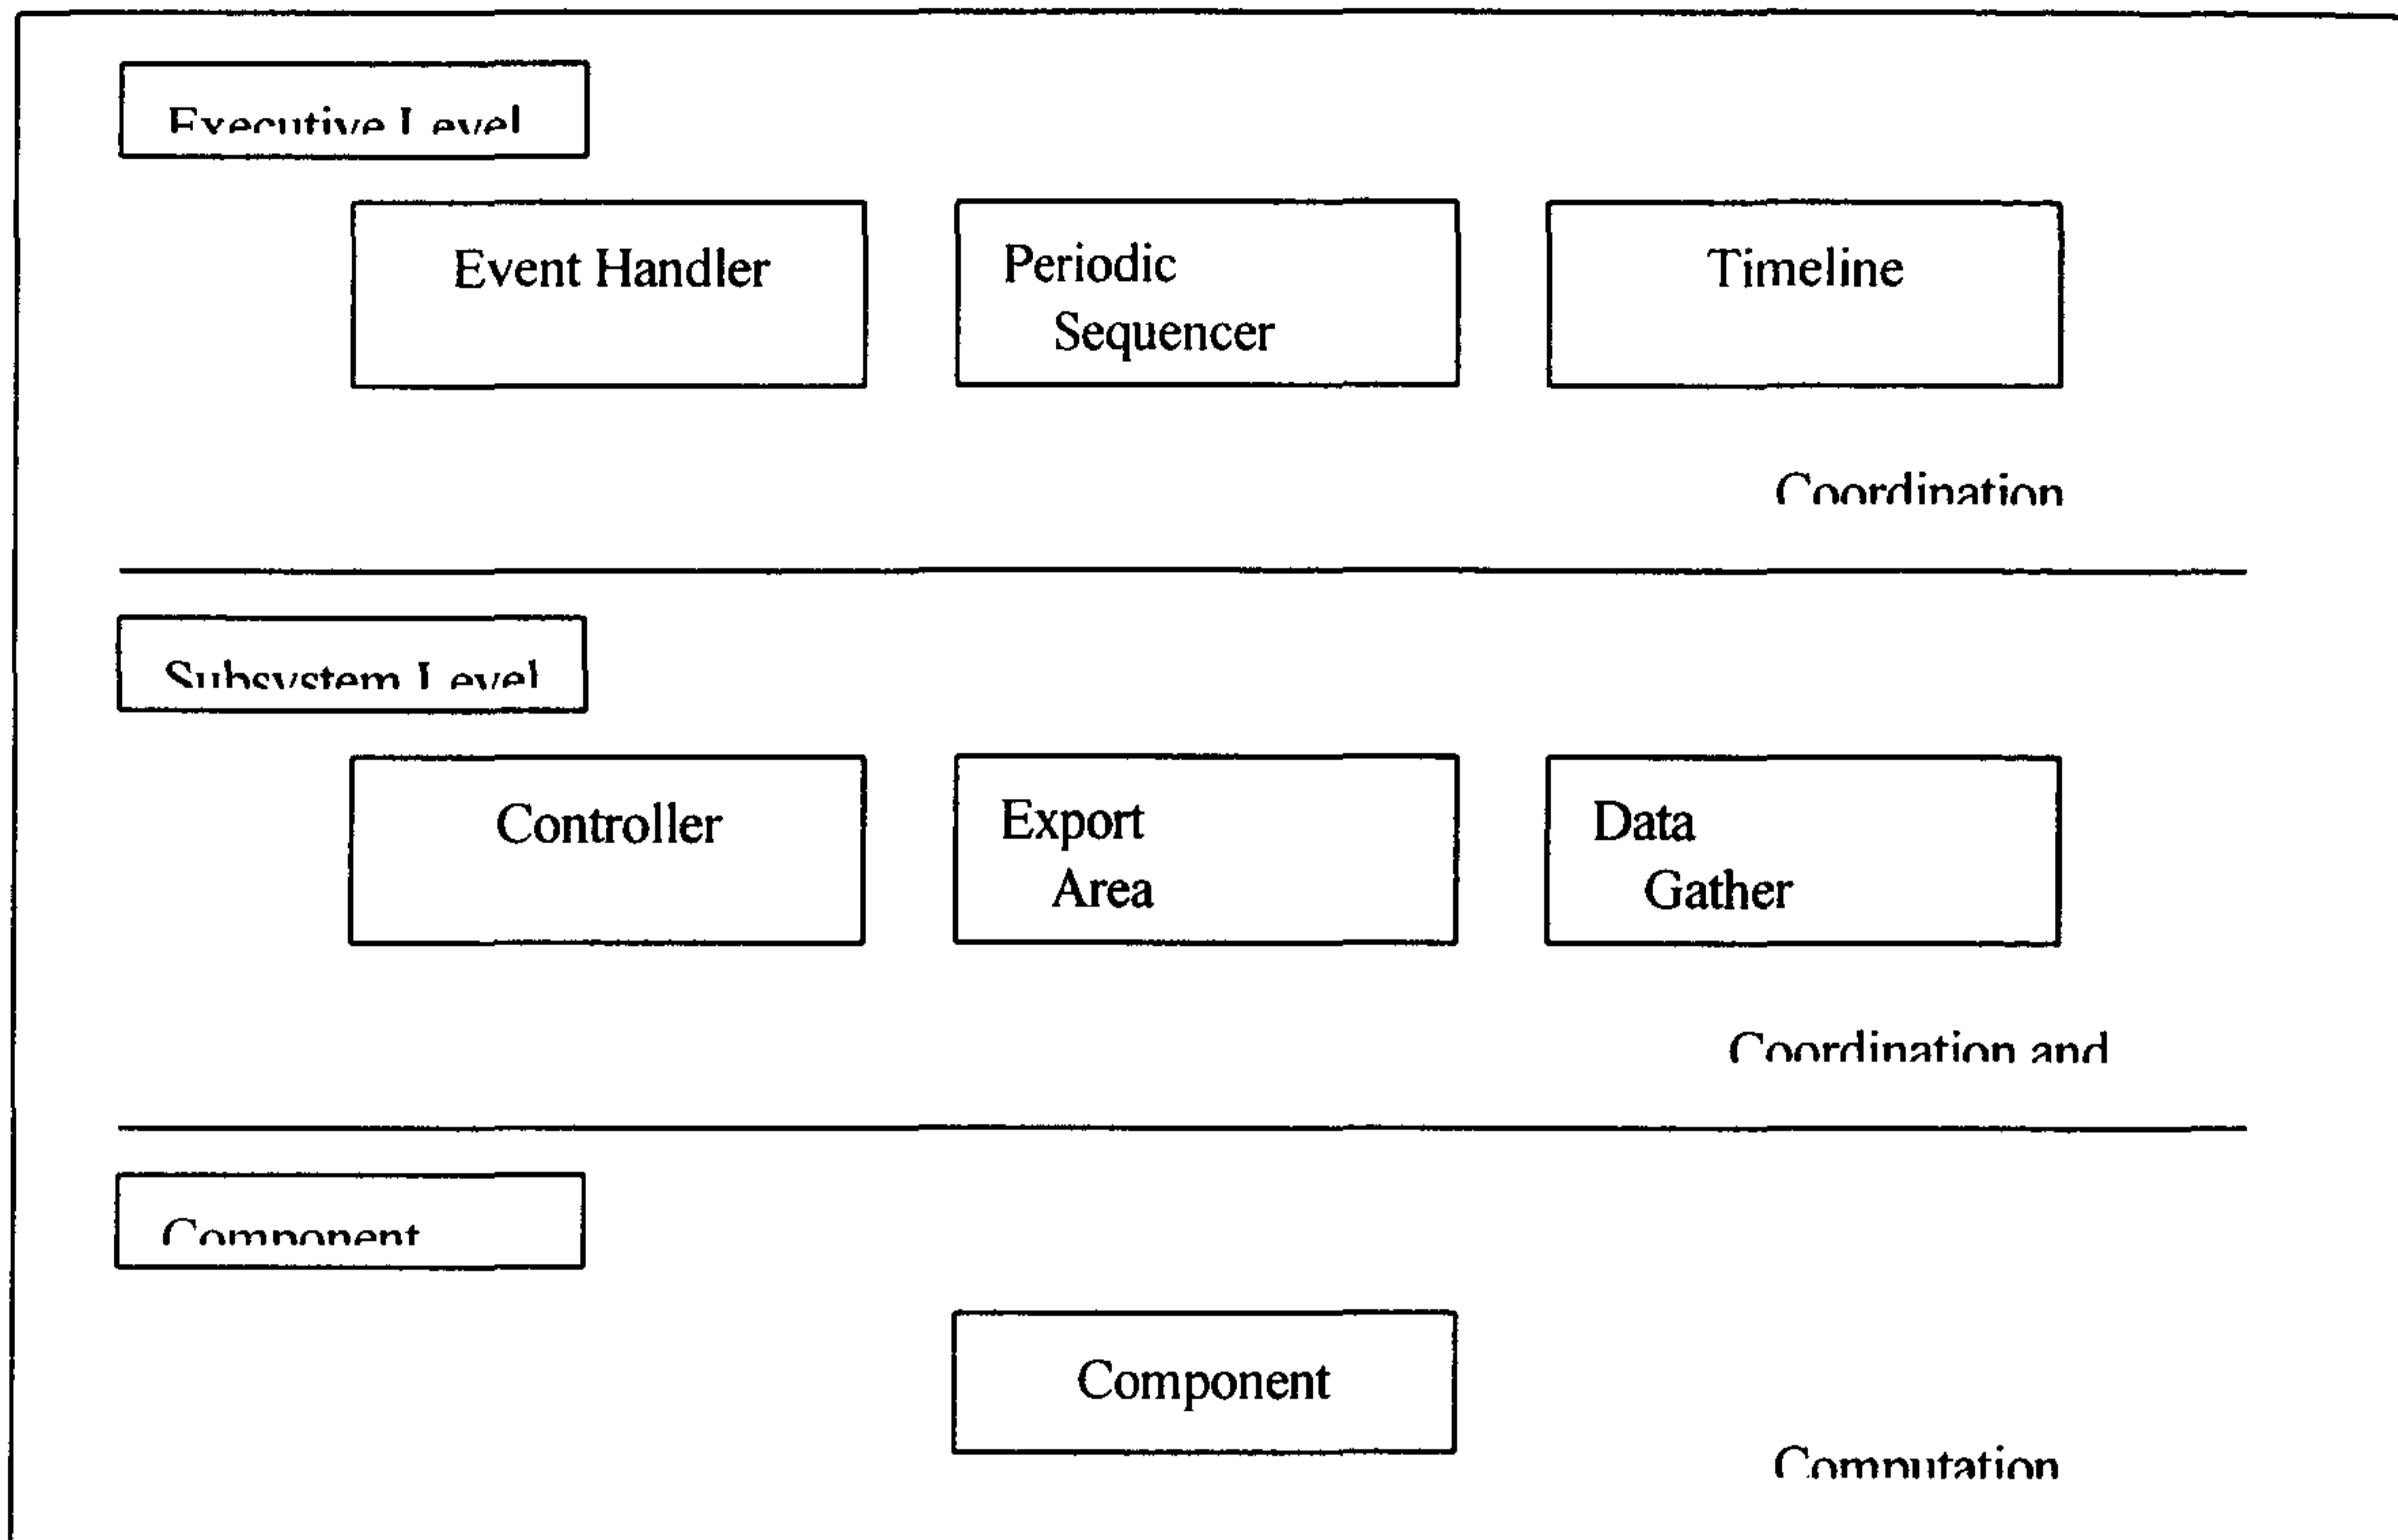 Executive Level
Event Handler
Periodic
Sequencer
Timeline
Coordination
Subsystem Level
Controller
Export
Area
Data
Gather
Coordination and
Component
Component
Computation